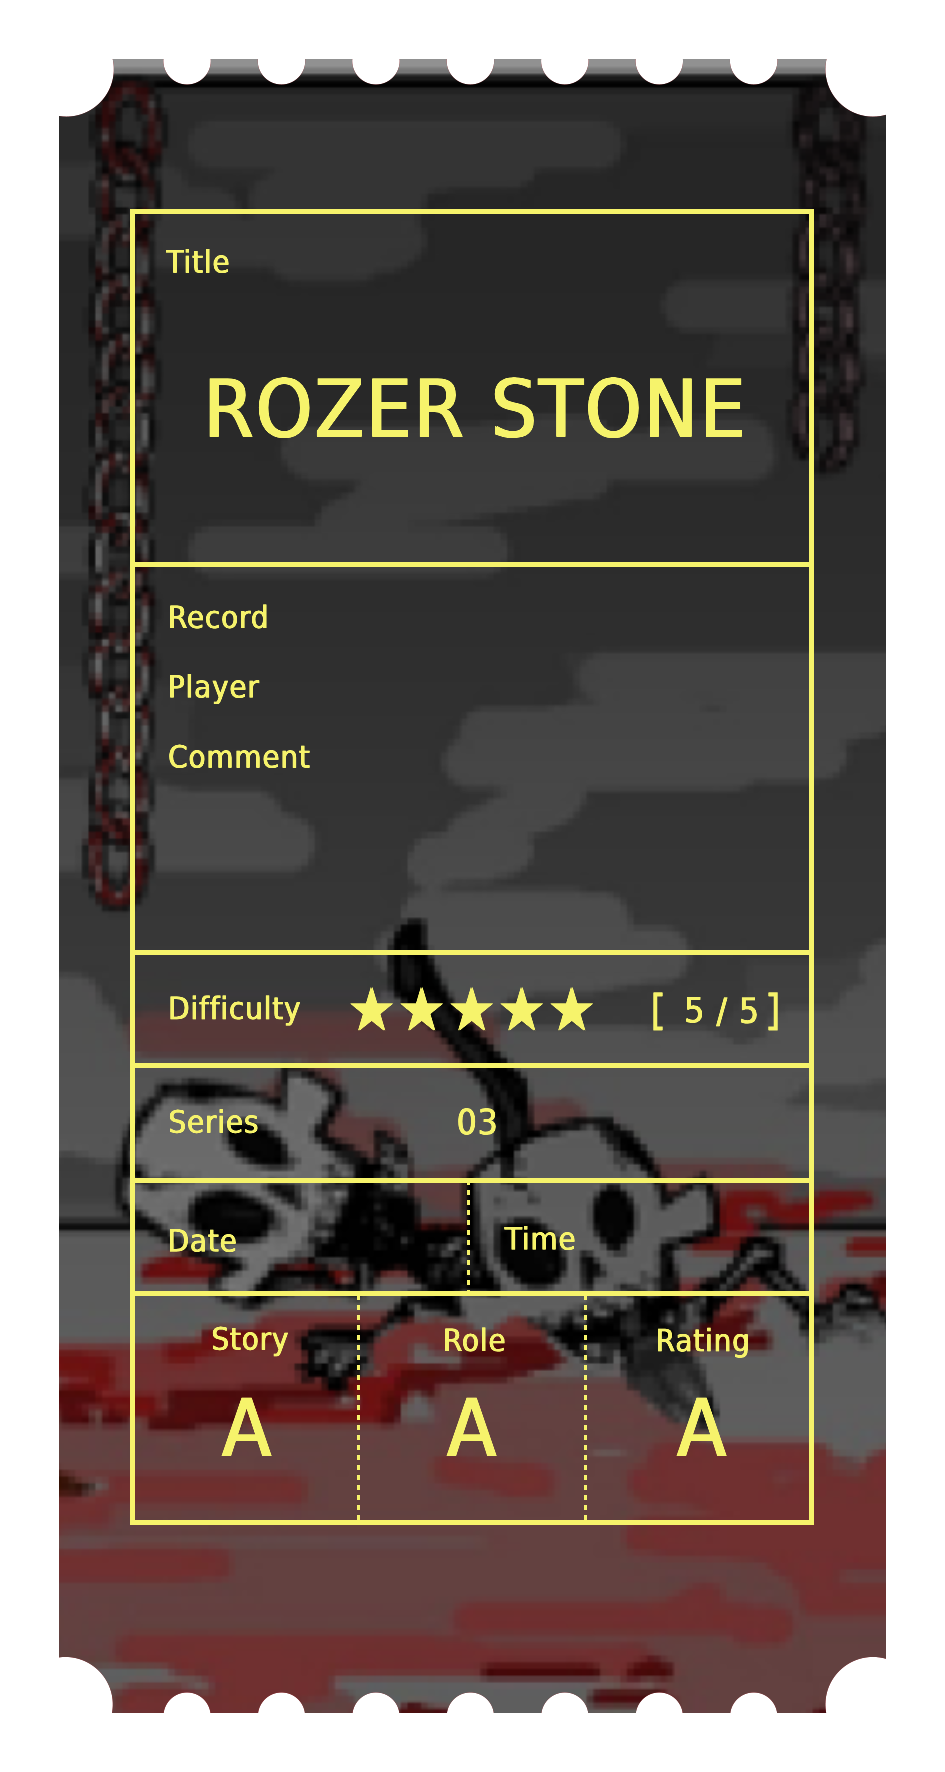 Title
ROZER STONE
Record
Player
Comment
Difficulty ★★★★★ [ 5 / 5 ]
Series 03
Date Time
Story Role Rating
A A A